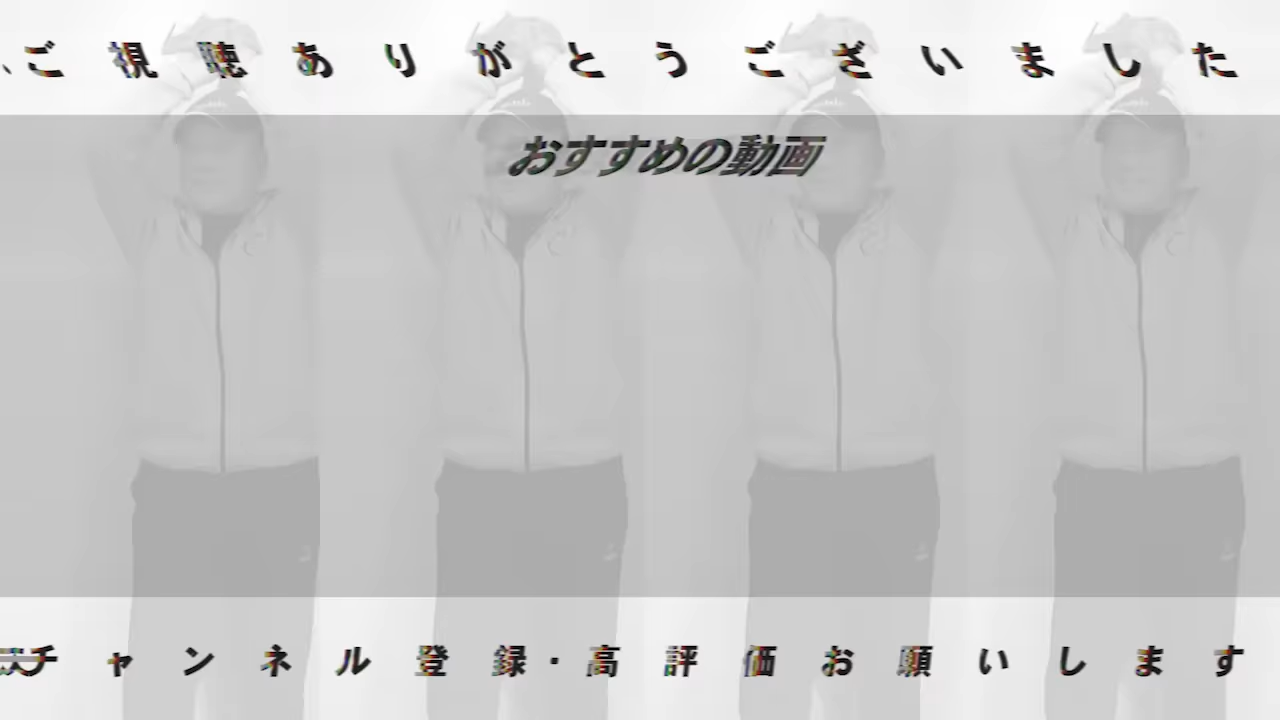 ご視聴ありがとうございました
おすすめの動画
チャンネル登録・高評価お願いします